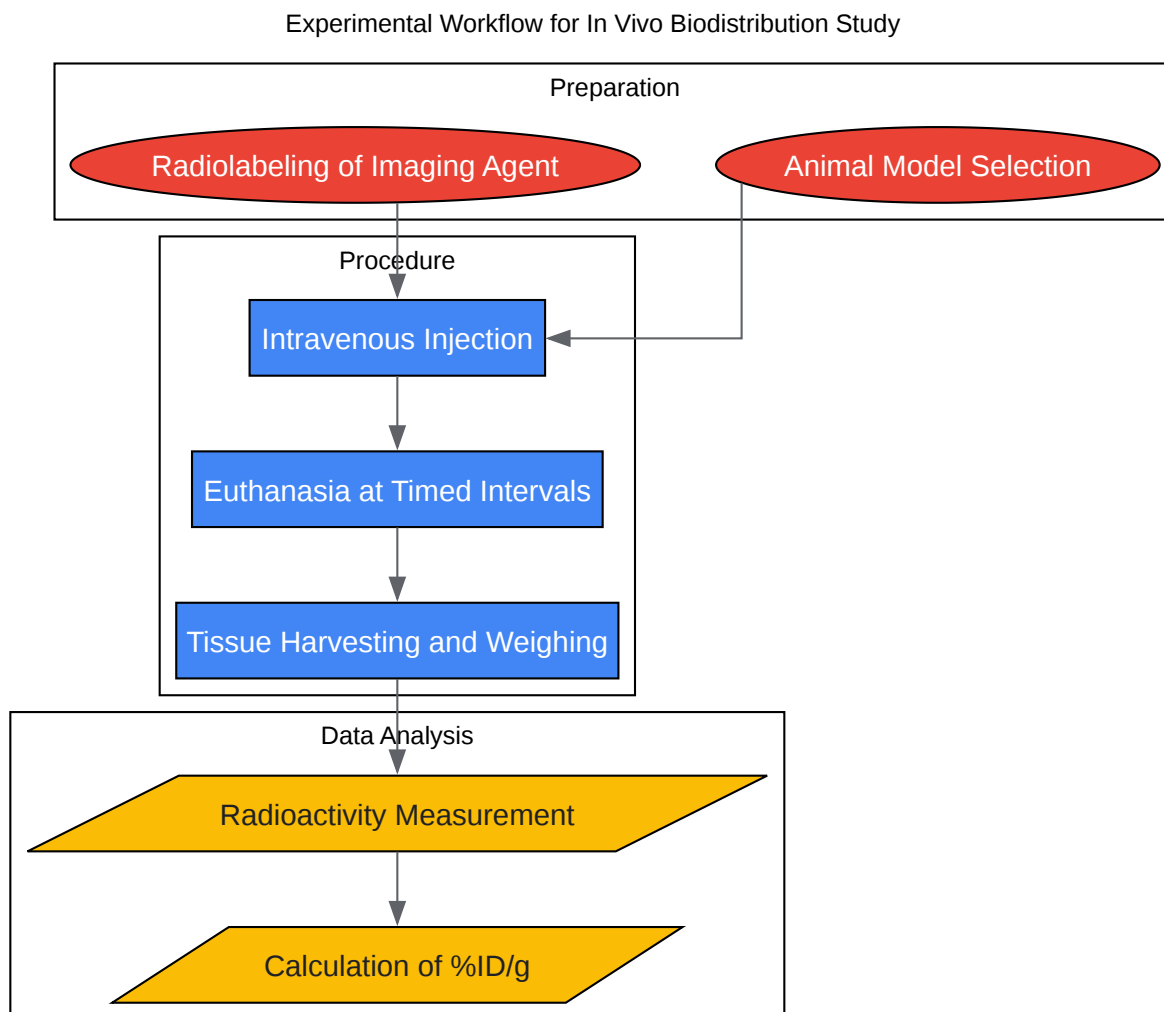 Experimental Workflow for In Vivo Biodistribution Study
Preparation
Radiolabeling of Imaging Agent
Animal Model Selection
Procedure
Intravenous Injection
Euthanasia at Timed Intervals
Tissue Harvesting and Weighing
Data Analysis
Radioactivity Measurement
Calculation of %ID/g